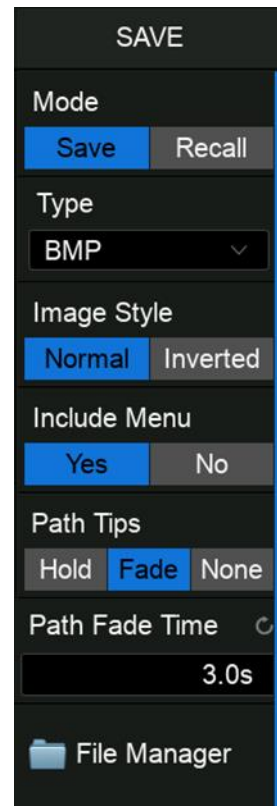 SAVE
Mode
Save Recall
Type
BMP
Image Style
Normal Inverted
Include Menu
Yes No
Path Tips
Hold Fade None
Path Fade Time
3.0s
File Manager